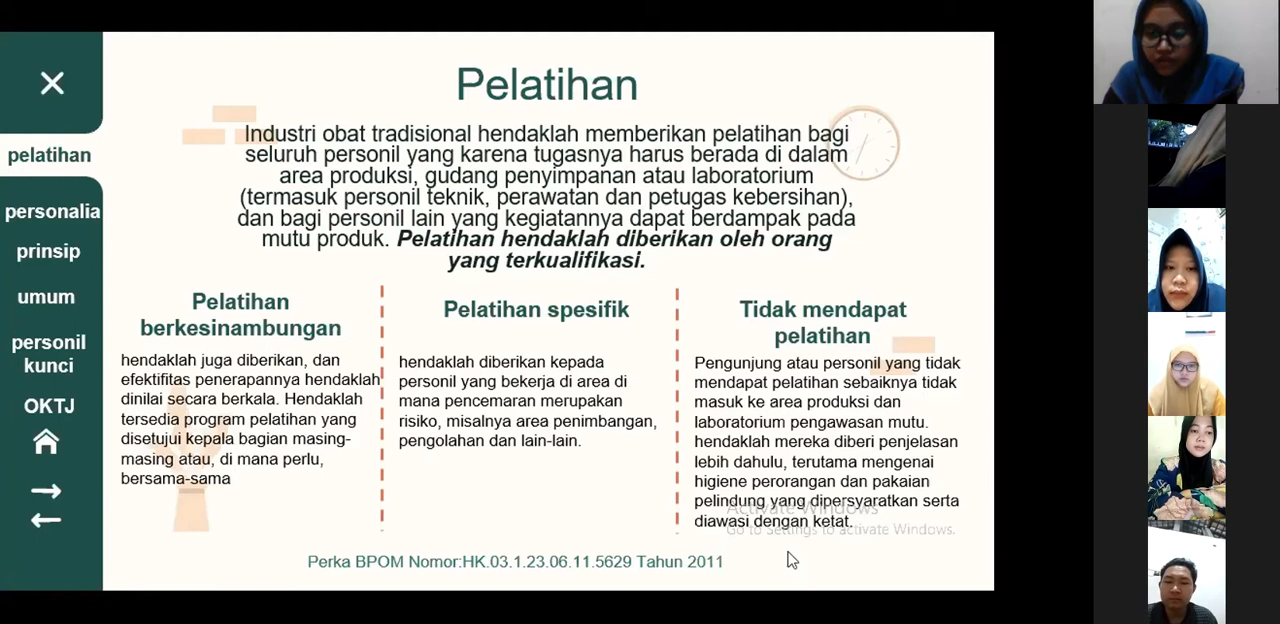 Pelatihan
Industri obat tradisional hendaklah memberikan pelatihan bagi
seluruh personil yang karena tugasnya harus berada di dalam
area produksi, gudang penyimpanan atau laboratorium
(termasuk personil teknik, perawatan dan petugas kebersihan),
dan bagi personil lain yang kegiatannya dapat berdampak pada
mutu produk. Pelatihan hendaklah diberikan oleh orang
yang terkualifikasi.
pelatihan
personalia
prinsip
umum
personil
kunci
OKTJ
Pelatihan
berkesinambungan
hendaklah juga diberikan, dan
efektifitas penerapannya hendaklah
dinilai secara berkala. Hendaklah
tersedia program pelatihan yang
disetujui kepala bagian masing-
masing atau, di mana perlu,
bersama-sama
Pelatihan spesifik
hendaklah diberikan kepada
personil yang bekerja di area di
mana pencemaran merupakan
risiko, misalnya area penimbangan,
pengolahan dan lain-lain.
Tidak mendapat
pelatihan
Pengunjung atau personil yang tidak
mendapat pelatihan sebaiknya tidak
masuk ke area produksi dan
laboratorium pengawasan mutu.
hendaklah mereka diberi penjelasan
lebih dahulu, terutama mengenai
higiene perorangan dan pakaian
pelindung yang dipersyaratkan serta
diawasi dengan ketat.
Activate Windows
Go to Settings to activate Windows.
Perka BPOM Nomor:HK.03.1.23.06.11.5629 Tahun 2011